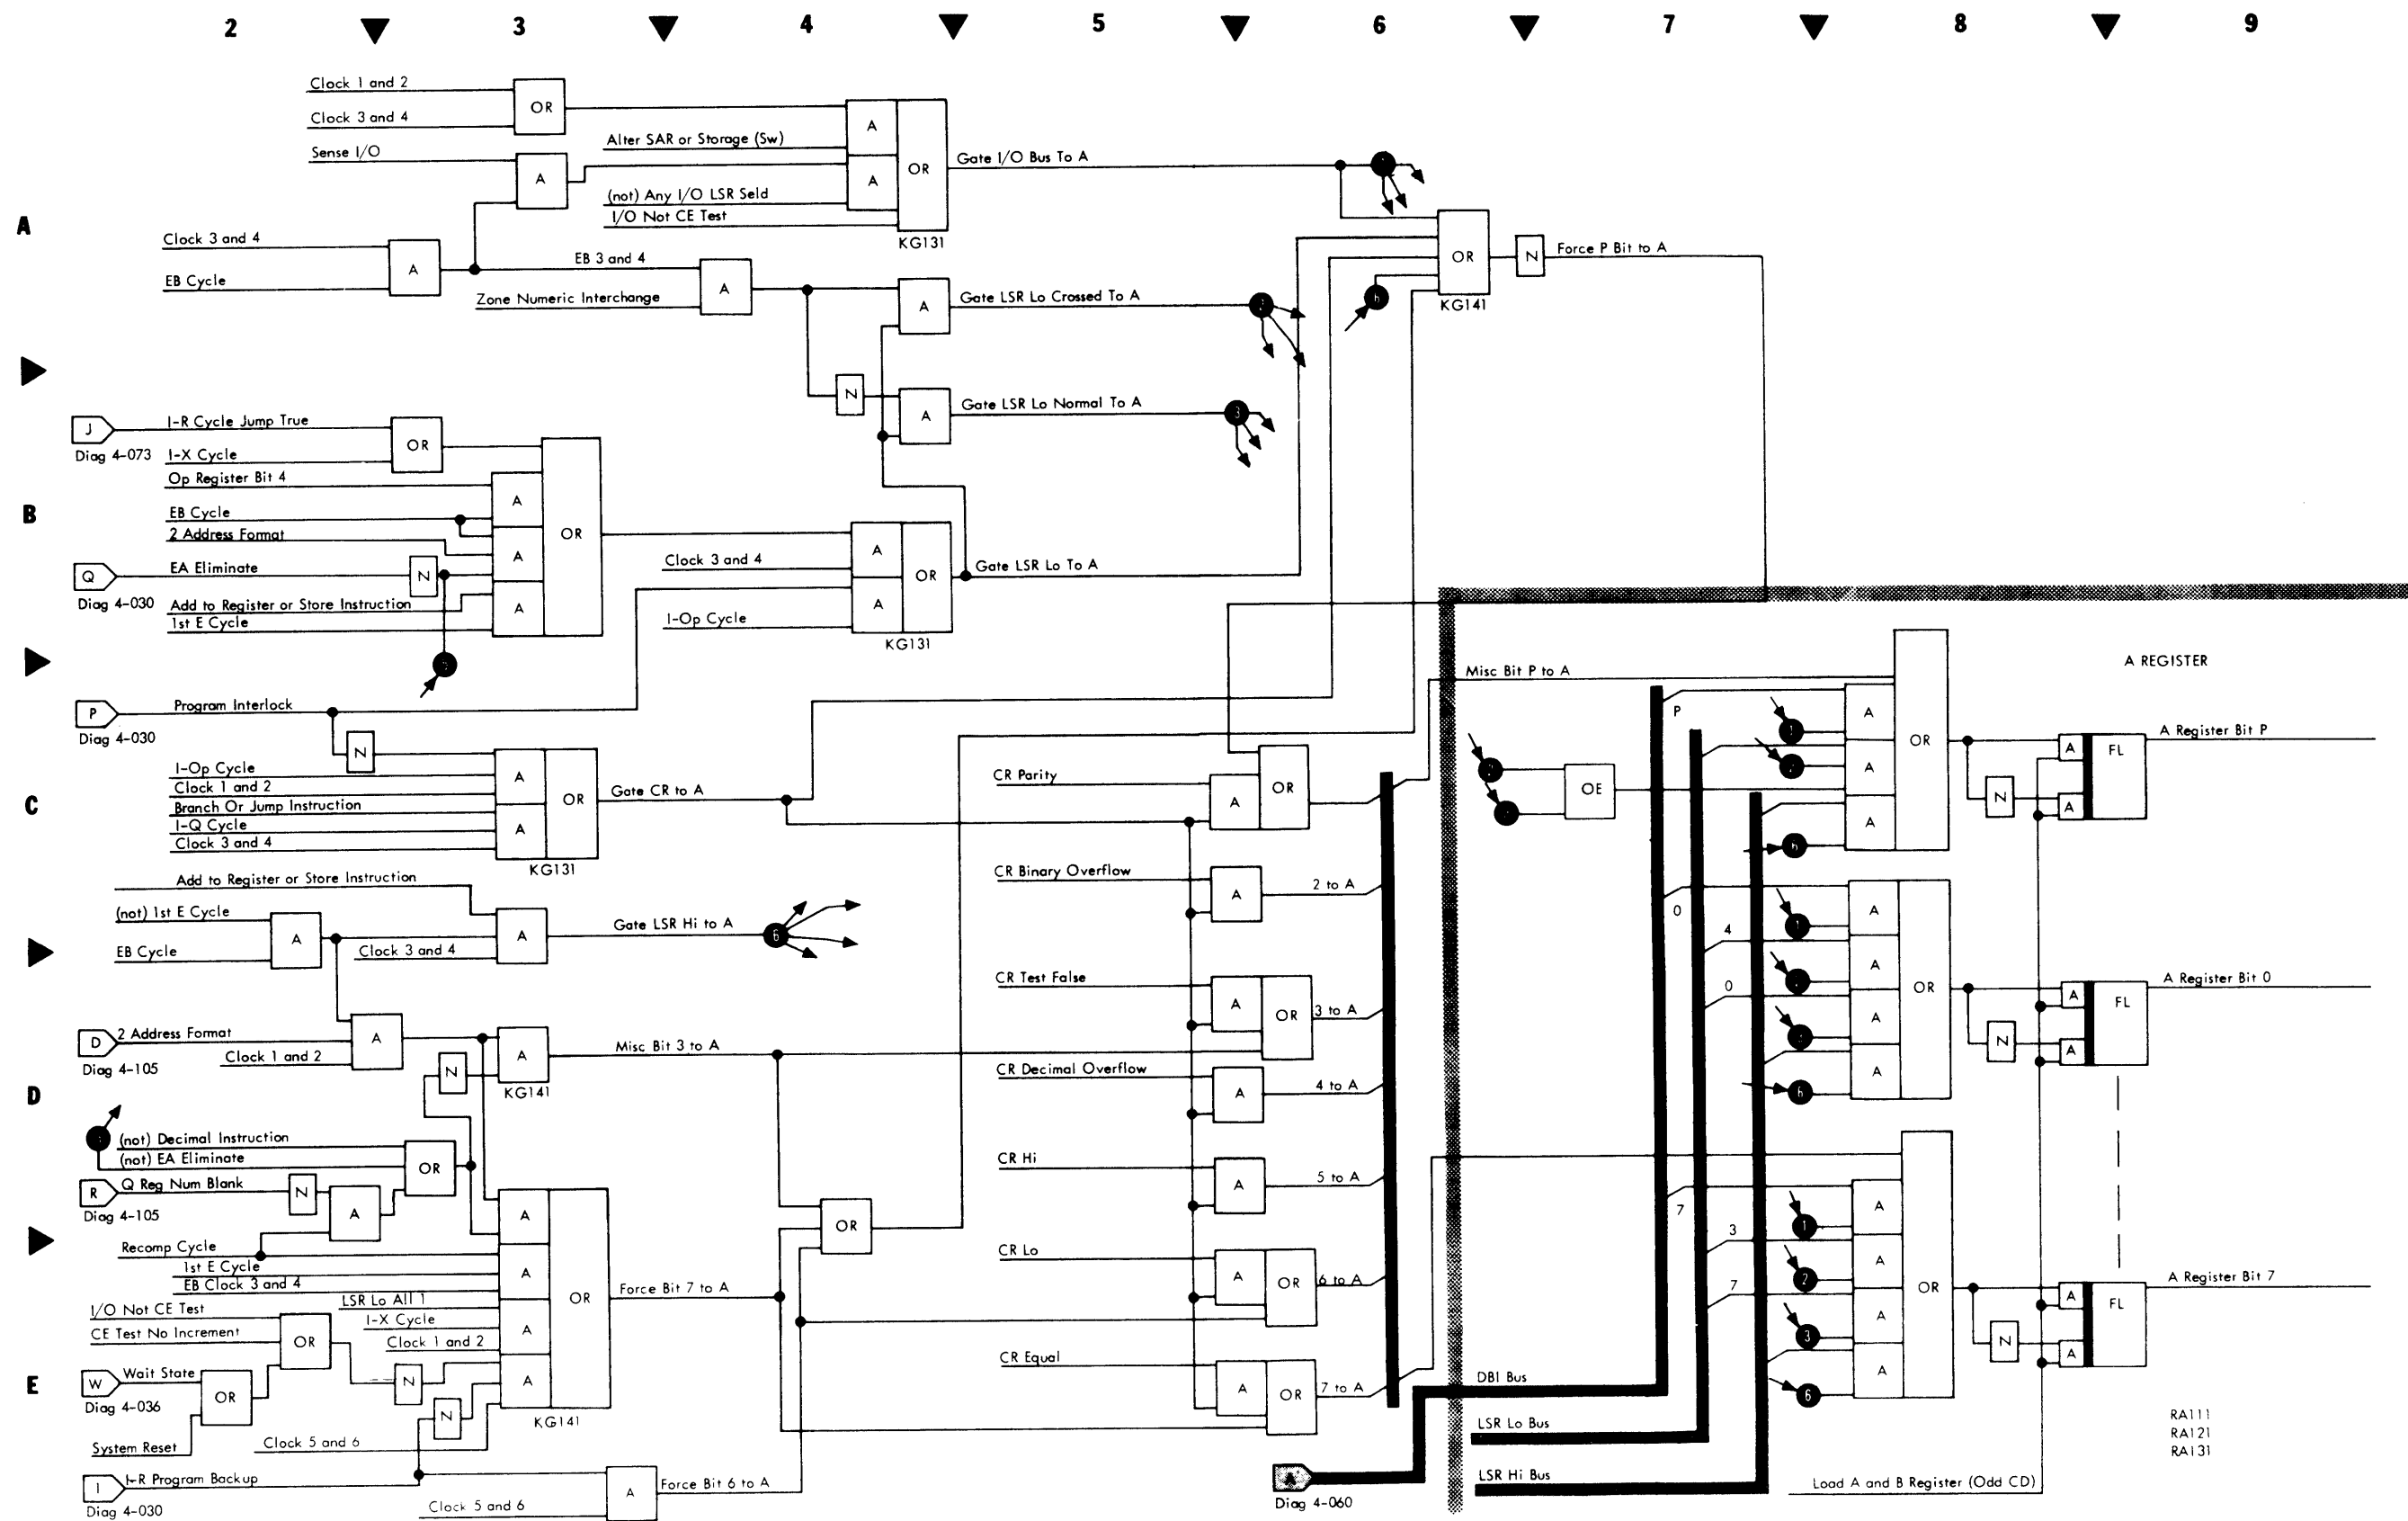 2 3 4 5 6 7 8 9
A
B
C
D
E
Clock 1 and 2
Clock 3 and 4
OR
Sense I/O
A
Alter SAR or Storage (Sw)
(not) Any I/O LSR Seld
I/O Not CE Test
A
A
OR
KG131
Gate I/O Bus To A
Clock 3 and 4
EB Cycle
A
EB 3 and 4
Zone Numeric Interchange
A
A
Gate LSR Lo Crossed To A
N
A
Gate LSR Lo Normal To A
3
OR
KG141
6
N
Force P Bit to A
J
Diag 4-073
I-R Cycle Jump True
I-X Cycle
OR
Op Register Bit 4
EB Cycle
2 Address Format
Q
Diag 4-030
EA Eliminate
N
Add to Register or Store Instruction
1st E Cycle
A
A
A
OR
Clock 3 and 4
I-Op Cycle
A
A
OR
KG131
Gate LSR Lo To A
P
Diag 4-030
Program Interlock
N
I-Op Cycle
Clock 1 and 2
Branch Or Jump Instruction
I-Q Cycle
Clock 3 and 4
A
A
OR
KG131
Gate CR to A
Add to Register or Store Instruction
(not) 1st E Cycle
EB Cycle
A
Clock 3 and 4
A
Gate LSR Hi to A
6
D
Diag 4-105
2 Address Format
Clock 1 and 2
A
N
A
KG141
Misc Bit 3 to A
(not) Decimal Instruction
(not) EA Eliminate
OR
R
Diag 4-105
Q Reg Num Blank
N
A
Recomp Cycle
1st E Cycle
EB Clock 3 and 4
LSR Lo All 1
I-X Cycle
Clock 1 and 2
A
A
A
A
OR
KG141
Force Bit 7 to A
OR
I/O Not CE Test
CE Test No Increment
OR
N
W
Diag 4-036
Wait State
OR
System Reset
N
Clock 5 and 6
I
Diag 4-030
I-R Program Backup
Clock 5 and 6
A
Force Bit 6 to A
CR Parity
A
OR
CR Binary Overflow
A
2 to A
CR Test False
A
OR
3 to A
CR Decimal Overflow
A
4 to A
CR Hi
A
5 to A
CR Lo
A
OR
6 to A
CR Equal
A
OR
7 to A
A
Diag 4-060
Misc Bit P to A
A REGISTER
P
OE
A
A
A
OR
N
A
A
FL
A Register Bit P
0
4
0
6
A
A
A
A
OR
N
A
A
FL
A Register Bit 0
7
3
7
1
2
3
6
A
A
A
A
OR
N
A
A
FL
A Register Bit 7
DBI Bus
LSR Lo Bus
LSR Hi Bus
Load A and B Register (Odd CD)
RA111
RA121
RA131